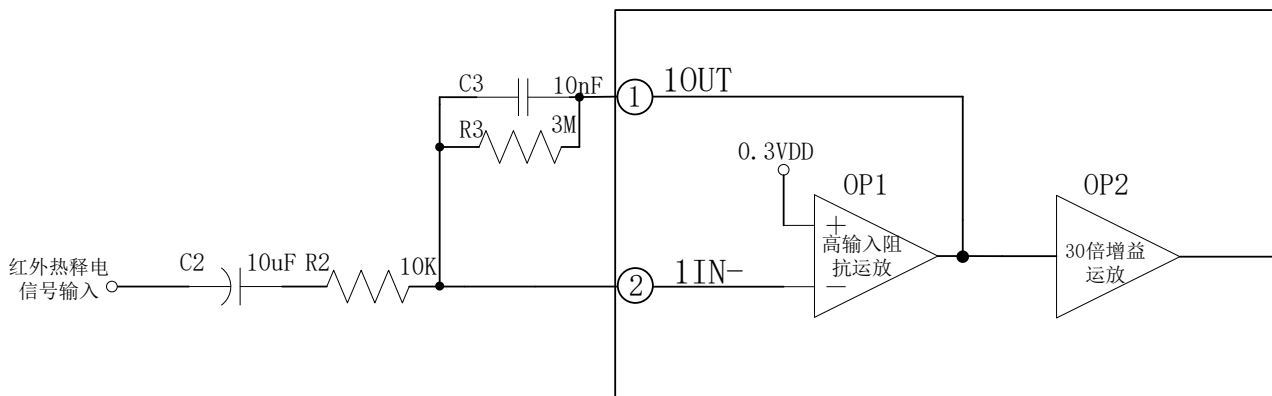 C3 10nF
R3 3M
① 1OUT
0.3VDD
OP1
高输入阻
抗运放
+
−
OP2
30倍增益
运放
红外热释电
信号输入
C2 10uF R2 10K
② 1IN-